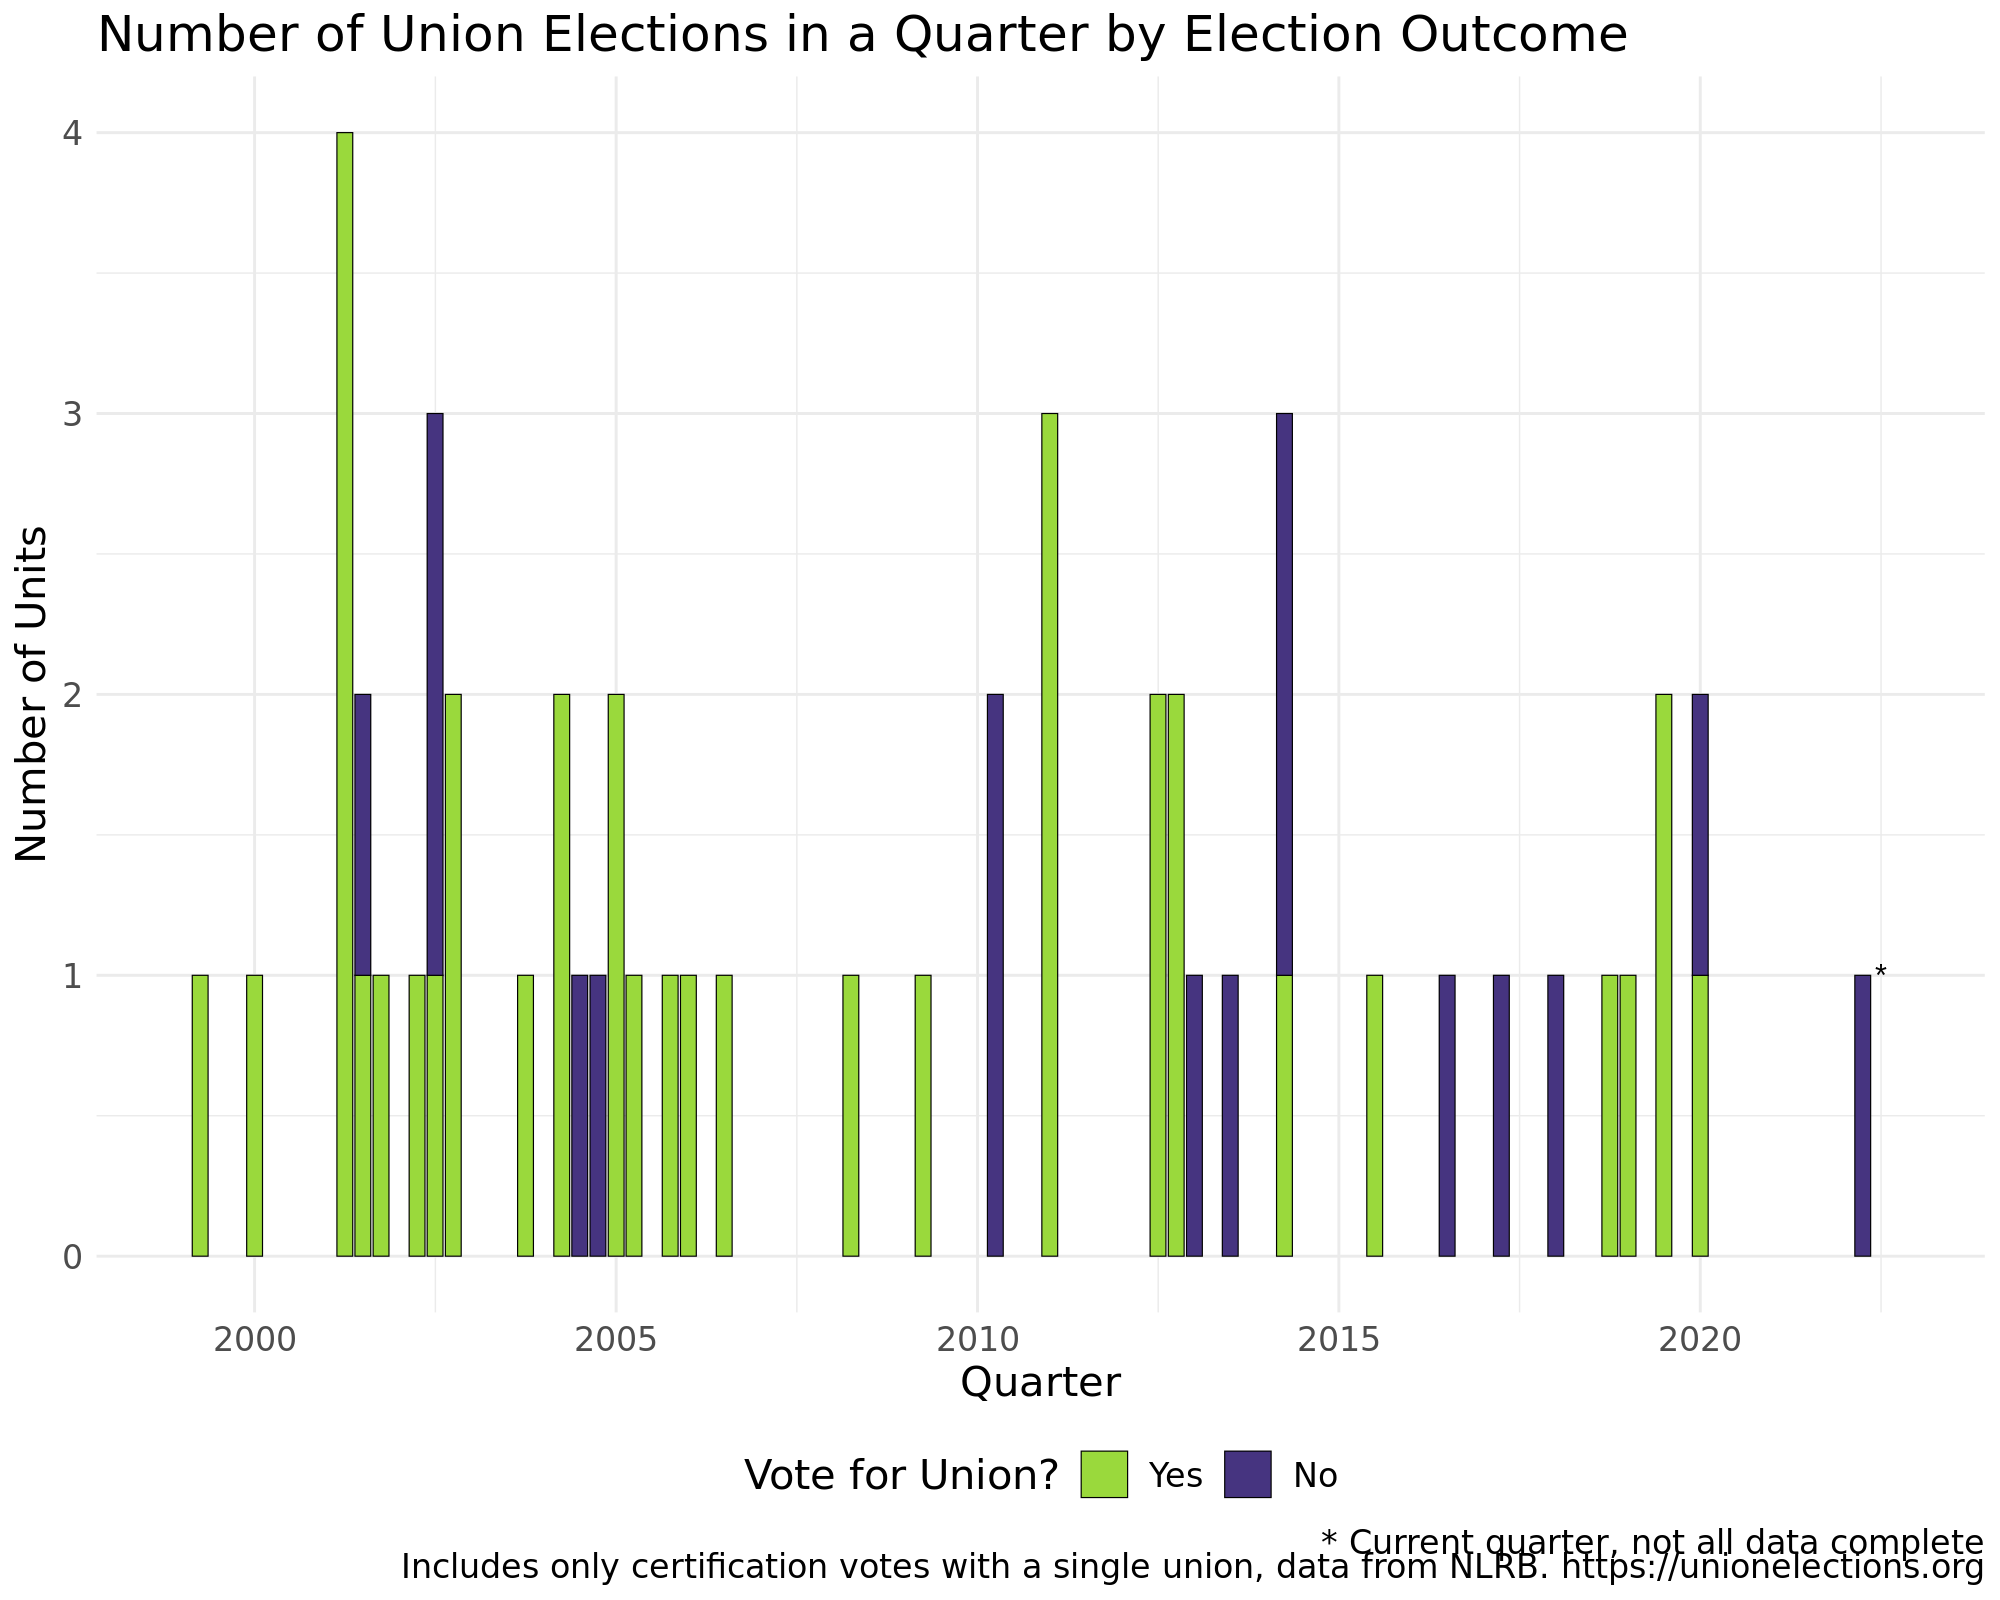 Number of Union Elections in a Quarter by Election Outcome
Number of Units
4
3
2
1
0
*
2000 2005 2010 2015 2020
Quarter
Vote for Union? Yes No
* Current quarter, not all data complete
Includes only certification votes with a single union, data from NLRB. https://unionelections.org